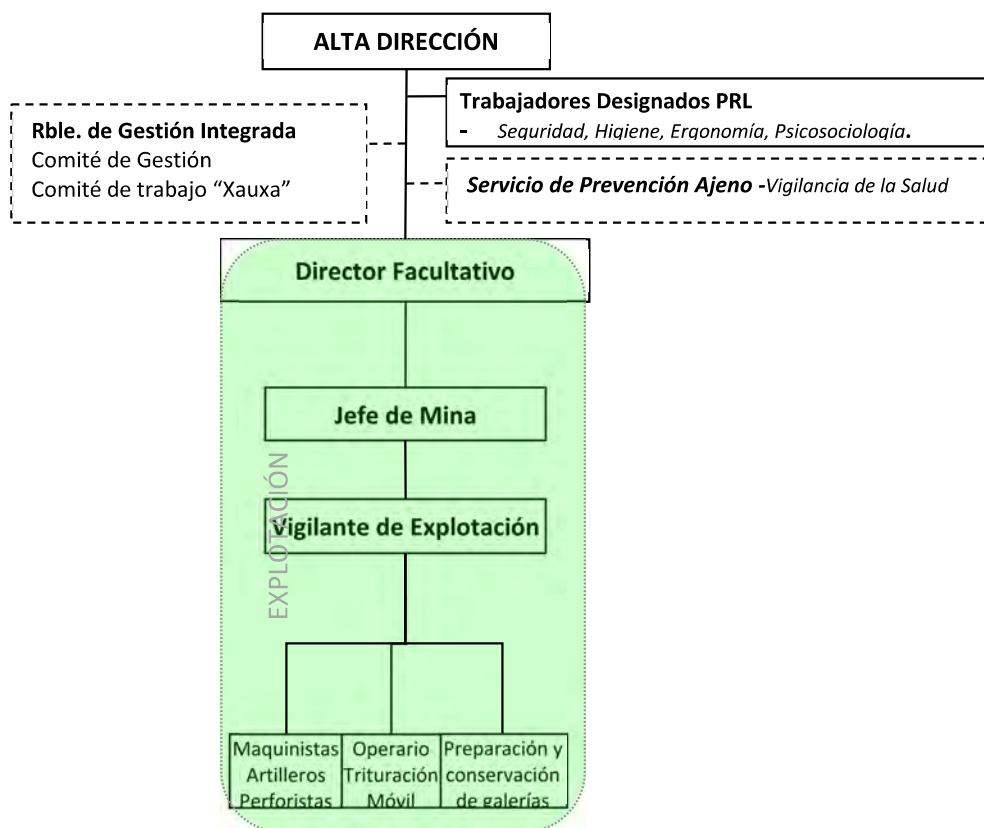 ALTA DIRECCIÓN
Rble. de Gestión Integrada
Comité de Gestión
Comité de trabajo “Xauxa”
Trabajadores Designados PRL
- Seguridad, Higiene, Ergonomía, Psicosociología.
Servicio de Prevención Ajeno -Vigilancia de la Salud
Director Facultativo
Jefe de Mina
EXPLOTACIÓN
Vigilante de Explotación
Maquinistas
Artilleros
Perforistas
Operario
Trituración
Móvil
Preparación y
conservación
de galerías